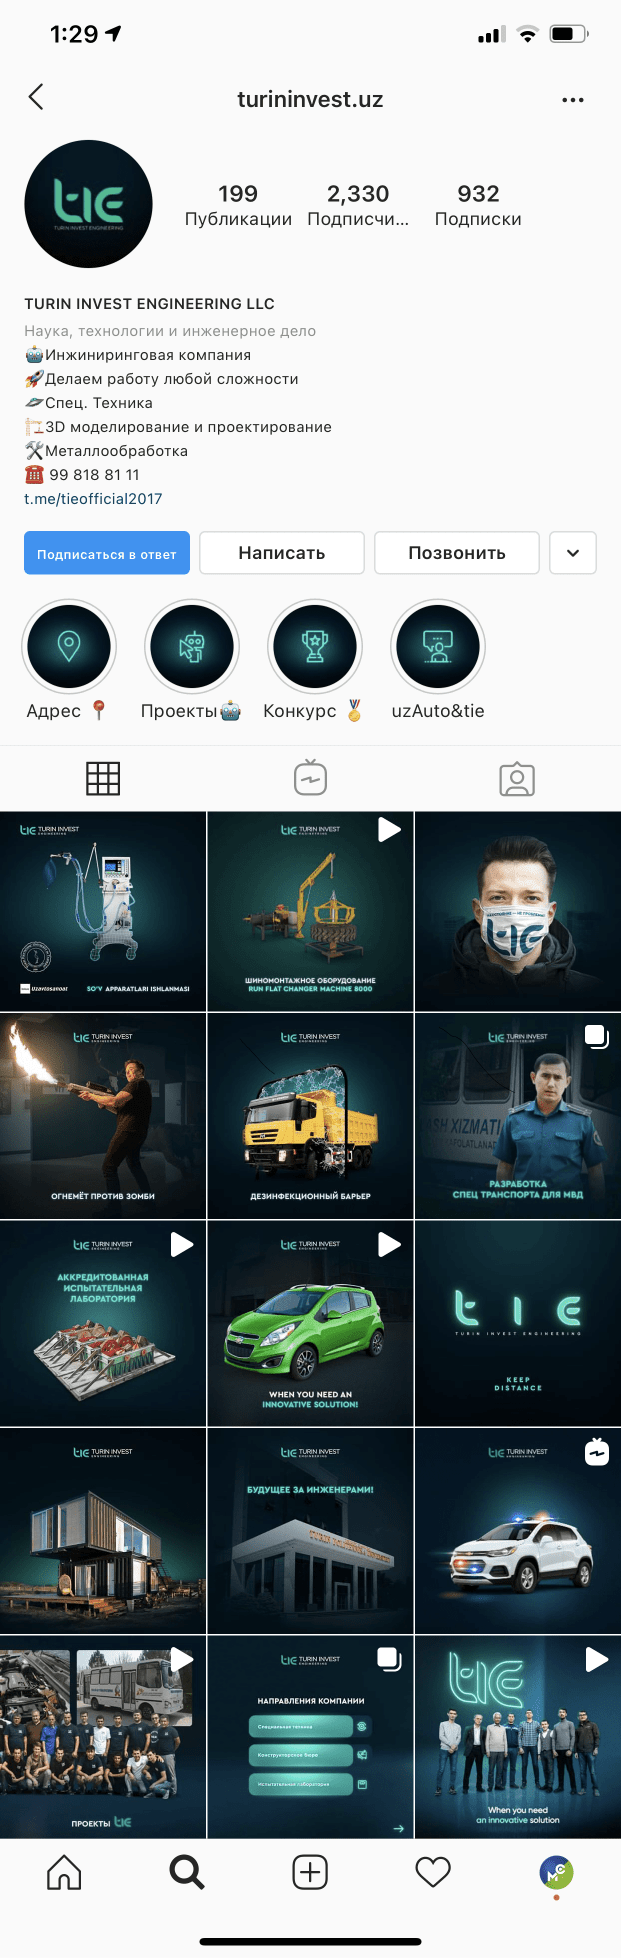 1:29
turininvest.uz
tie
TURIN INVEST ENGINEERING
199
Публикации
2,330
Подписчи...
932
Подписки
TURIN INVEST ENGINEERING LLC
Наука, технологии и инженерное дело
🤖Инжиниринговая компания
🚀Делаем работу любой сложности
🛩Спец. Техника
🏗3D моделирование и проектирование
🛠Металлообработка
☎️ 99 818 81 11
t.me/tieofficial2017
Подписаться в ответ
Написать
Позвонить
Адрес 📍
Проекты🤖
Конкурс 🏅
uzAuto&tie
tie TURIN INVEST
ENGINEERING
Uzavtosanoat
SO'V APPARATLARI ISHLANMASI
tie TURIN INVEST
ENGINEERING
ШИНОМОНТАЖНОЕ ОБОРУДОВАНИЕ
RUN FLAT CHANGER MACHINE 8000
tie
tie TURIN INVEST
ENGINEERING
ОГНЕМЁТ ПРОТИВ ЗОМБИ
tie TURIN INVEST
ENGINEERING
ДЕЗИНФЕКЦИОННЫЙ БАРЬЕР
tie TURIN INVEST
ENGINEERING
ASH XIZMATI
РАЗРАБОТКА
СПЕЦ ТРАНСПОРТА ДЛЯ МВД
tie TURIN INVEST
ENGINEERING
АККРЕДИТОВАННАЯ
ИСПЫТАТЕЛЬНАЯ
ЛАБОРАТОРИЯ
tie TURIN INVEST
ENGINEERING
WHEN YOU NEED AN
INNOVATIVE SOLUTION!
t i e
TURIN INVEST ENGINEERING
KEEP
DISTANCE
tie TURIN INVEST
ENGINEERING
tie TURIN INVEST
ENGINEERING
БУДУЩЕЕ ЗА ИНЖЕНЕРАМИ!
tie TURIN INVEST
ENGINEERING
ПРОЕКТЫ tie
tie TURIN INVEST
ENGINEERING
НАПРАВЛЕНИЯ КОМПАНИИ
Специальная техника
Конструкторское бюро
Испытательная лаборатория
tie
When you need
an innovative solution
MC